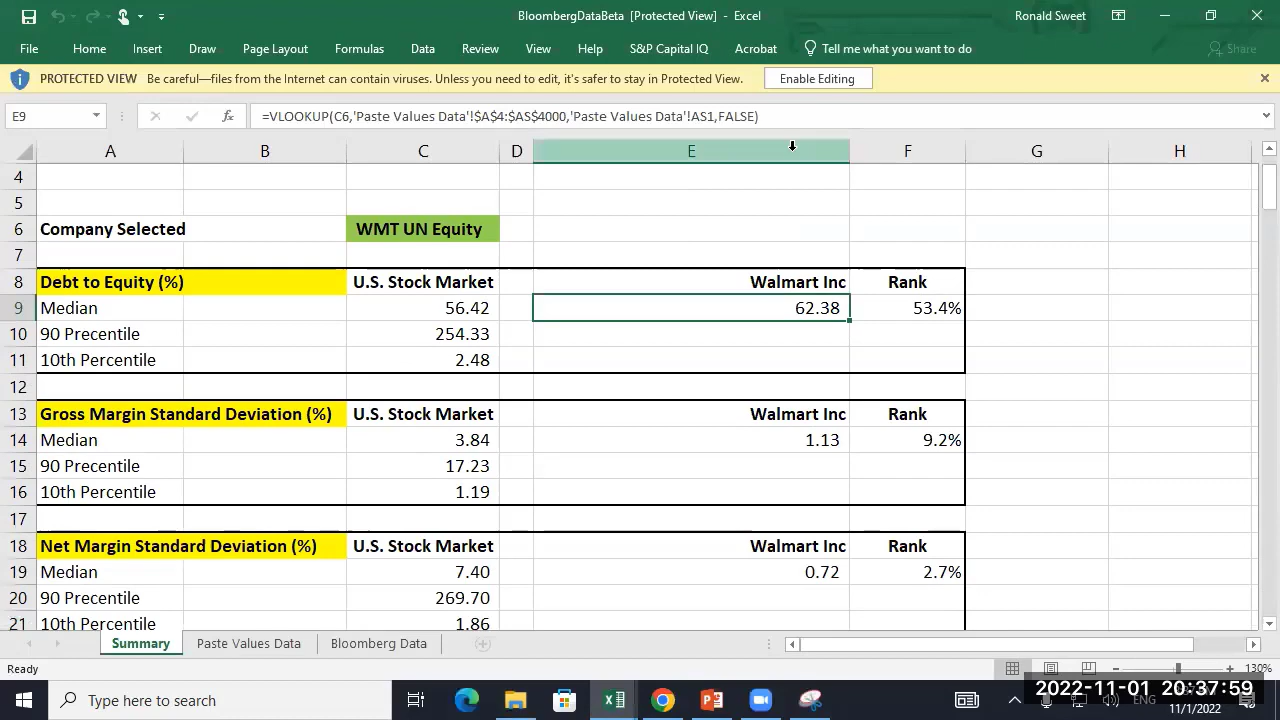 BloombergDataBeta [Protected View] - Excel
Ronald Sweet
File Home Insert Draw Page Layout Formulas Data Review View Help S&P Capital IQ Acrobat Tell me what you want to do Share
PROTECTED VIEW Be careful—files from the Internet can contain viruses. Unless you need to edit, it's safer to stay in Protected View. Enable Editing
E9 fx =VLOOKUP(C6,'Paste Values Data'!$A$4:$AS$4000,'Paste Values Data'!AS1,FALSE)
A B C D E F G H
4
5
6 Company Selected WMT UN Equity
7
8 Debt to Equity (%) U.S. Stock Market Walmart Inc Rank
9 Median 56.42 62.38 53.4%
10 90 Precentile 254.33
11 10th Percentile 2.48
12
13 Gross Margin Standard Deviation (%) U.S. Stock Market Walmart Inc Rank
14 Median 3.84 1.13 9.2%
15 90 Precentile 17.23
16 10th Percentile 1.19
17
18 Net Margin Standard Deviation (%) U.S. Stock Market Walmart Inc Rank
19 Median 7.40 0.72 2.7%
20 90 Precentile 269.70
21 10th Percentile 1.86
Summary Paste Values Data Bloomberg Data
Ready 130%
Type here to search
2022-11-01 20:37:59
ENG
11/1/2022